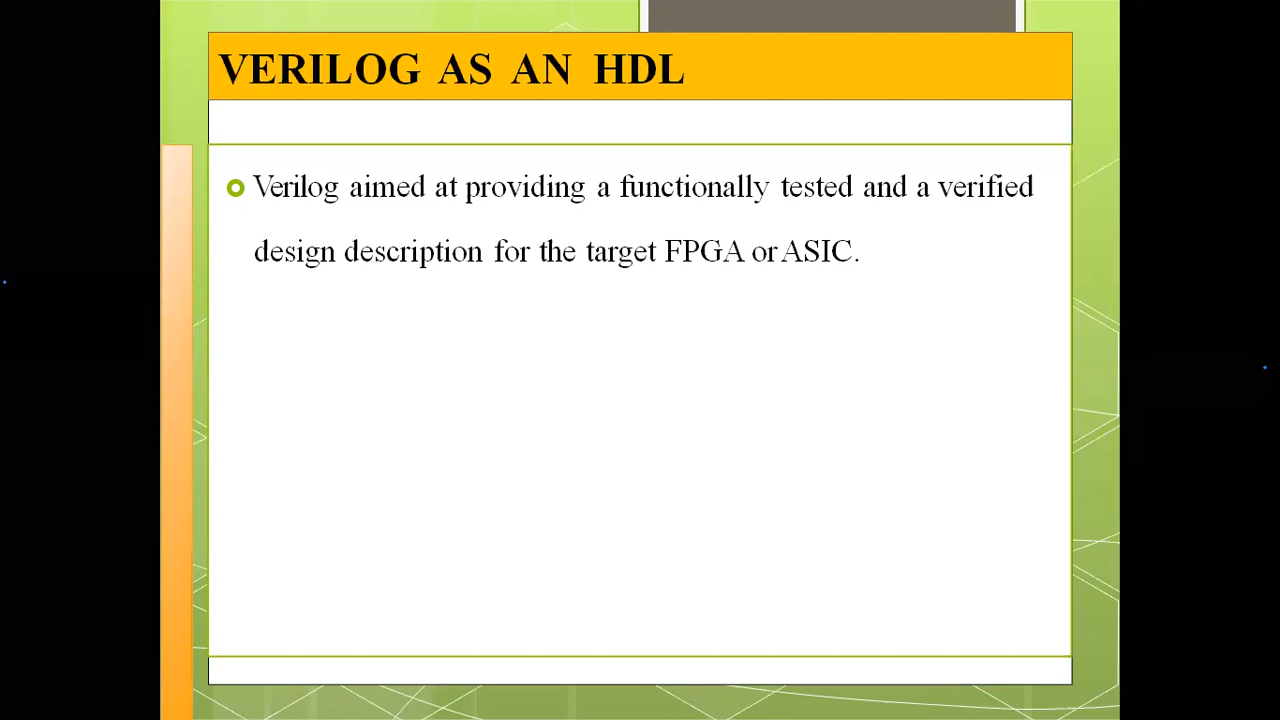 VERILOG AS AN HDL
Verilog aimed at providing a functionally tested and a verified
design description for the target FPGA or ASIC.